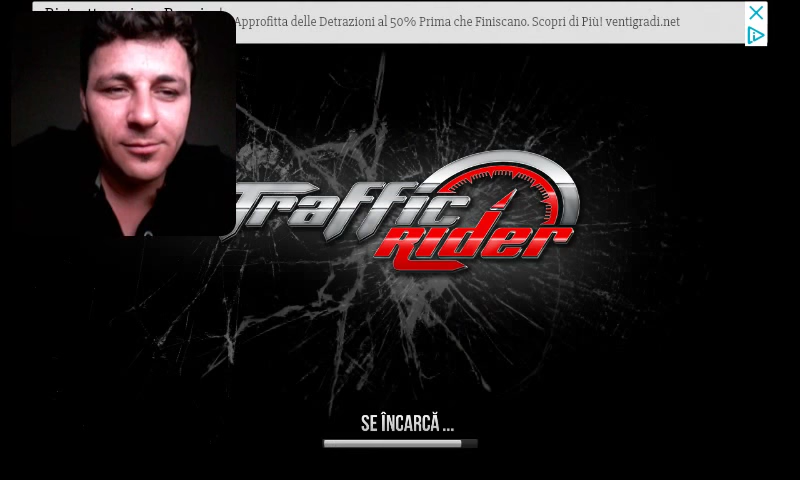 Approfitta delle Detrazioni al 50% Prima che Finiscano. Scopri di Più! ventigradi.net
Traffic
Rider
SE ÎNCARCĂ...